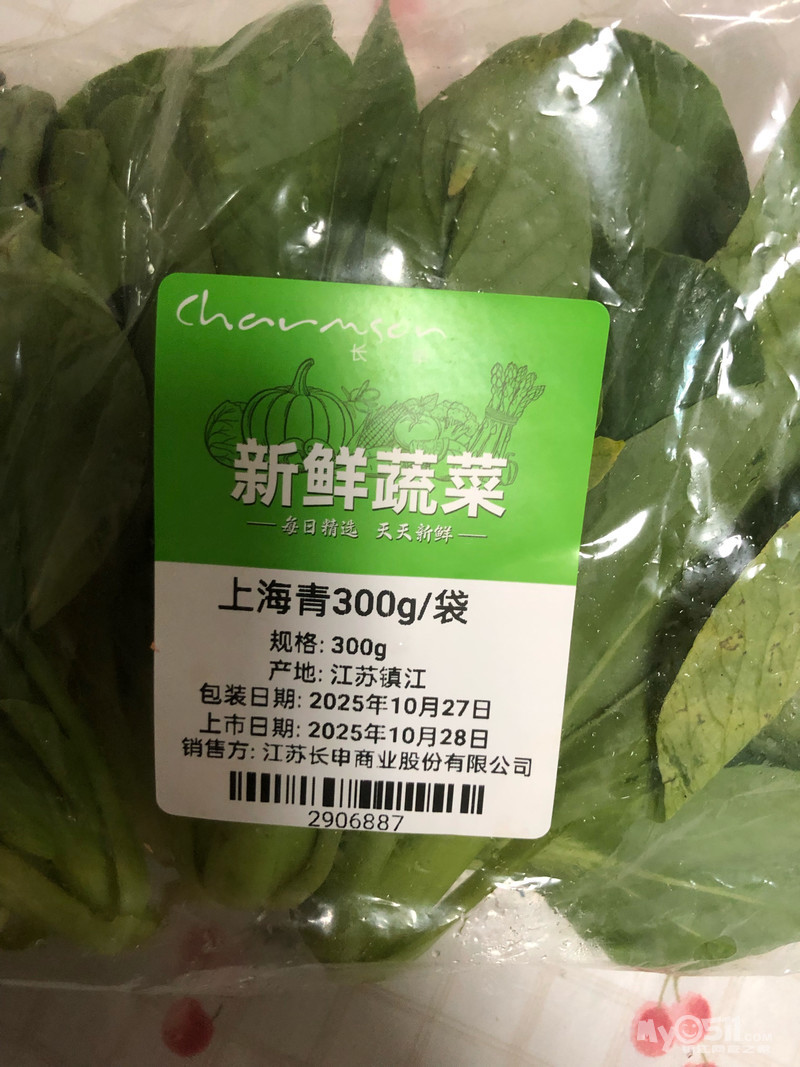 Charmson
长申
新鲜蔬菜
每日精选 天天新鲜
上海青300g/袋
规格: 300g
产地: 江苏镇江
包装日期: 2025年10月27日
上市日期: 2025年10月28日
销售方: 江苏长申商业股份有限公司
2906887
My0511.COM